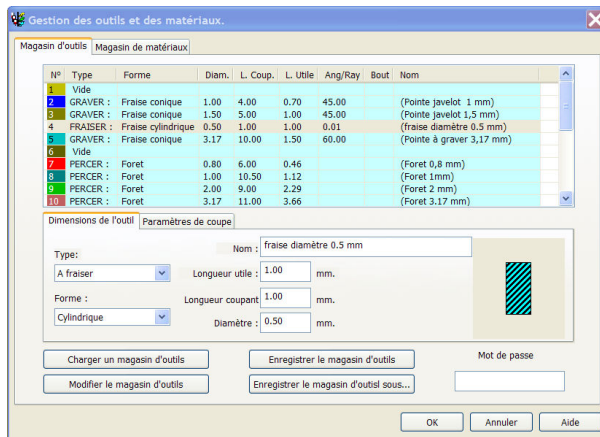 Gestion des outils et des matériaux.
Magasin d'outils Magasin de matériaux
N° Type Forme Diam. L. Coup. L. Utile Ang/Ray Bout Nom
1 Vide
2 GRAVER : Fraise conique 1.00 4.00 0.70 45.00 (Pointe javelot 1 mm)
3 GRAVER : Fraise conique 1.50 5.00 1.00 45.00 (Pointe javelot 1,5 mm)
4 FRAISER : Fraise cylindrique 0.50 1.00 1.00 0.01 (fraise diamètre 0.5 mm)
5 GRAVER : Fraise conique 3.17 10.00 1.50 60.00 (Pointe à graver 3,17 mm)
6 Vide
7 PERCER : Foret 0.80 6.00 0.46 (Foret 0,8 mm)
8 PERCER : Foret 1.00 10.50 1.12 (Foret 1mm)
9 PERCER : Foret 2.00 9.00 2.29 (Foret 2 mm)
10 PERCER : Foret 3.17 11.00 3.66 (Foret 3.17 mm)
Dimensions de l'outil Paramètres de coupe
Nom : fraise diamètre 0.5 mm
Type:
A fraiser
Longueur utile : 1.00 mm.
Forme :
Longueur coupant 1.00 mm.
Cylindrique
Diamètre : 0.50 mm.
Charger un magasin d'outils Enregistrer le magasin d'outils Mot de passe
Modifier le magasin d'outils Enregistrer le magasin d'outisl sous...
OK Annuler Aide